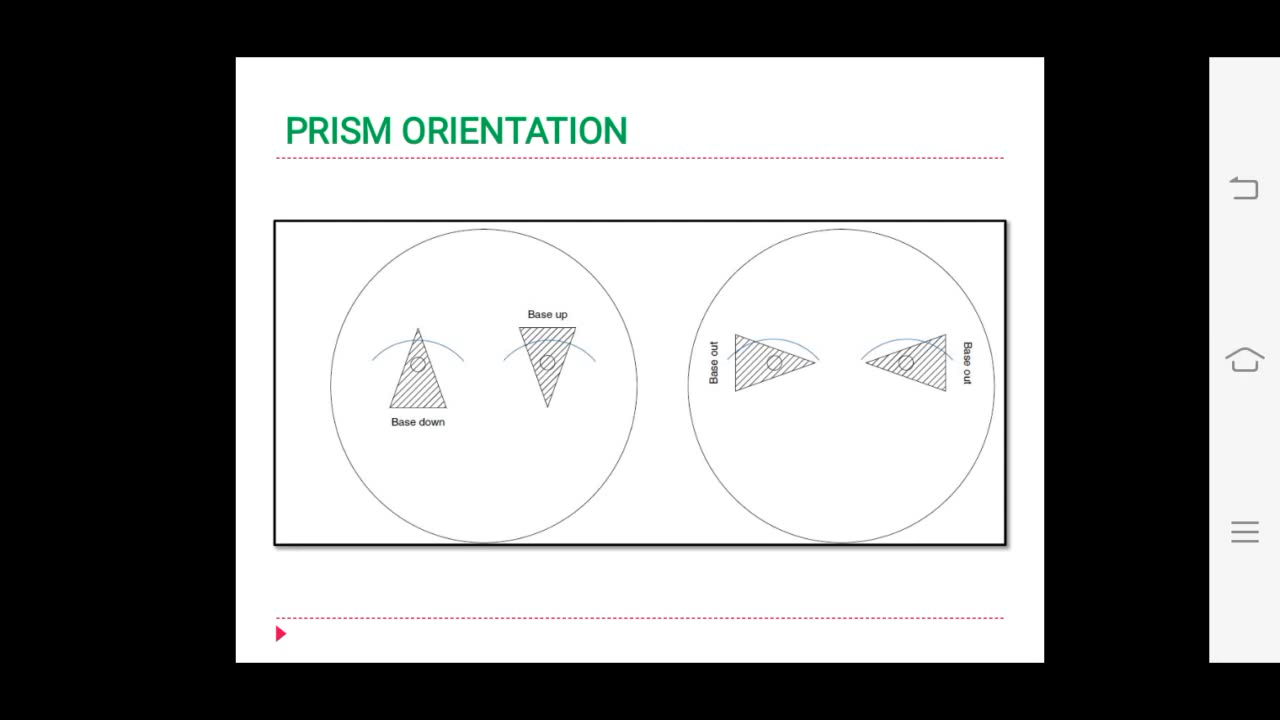 PRISM ORIENTATION
Base up
Base down
Base out
Base out